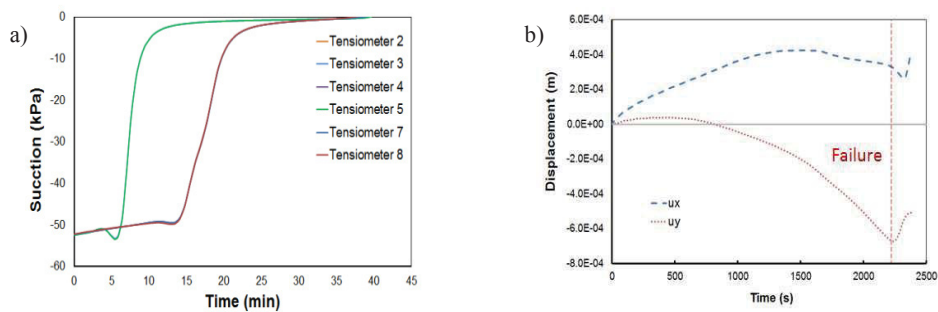 a)
Sucction (kPa)
0
-10
-20
-30
-40
-50
-60
Tensiometer 2
Tensiometer 3
Tensiometer 4
Tensiometer 5
Tensiometer 7
Tensiometer 8
0 5 10 15 20 25 30 35 40 45
Time (min)
b)
Displacement (m)
6.0E-04
4.0E-04
2.0E-04
0.0E+00
-2.0E-04
-4.0E-04
-6.0E-04
-8.0E-04
Failure
ux
uy
0 500 1000 1500 2000 2500
Time (s)